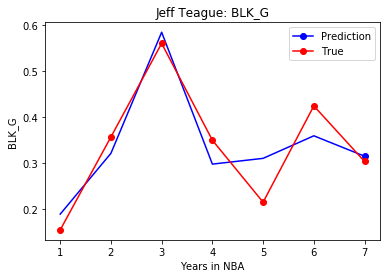 Jeff Teague: BLK_G
Prediction
True
0.6
0.5
0.4
0.3
0.2
BLK_G
1 2 3 4 5 6 7
Years in NBA